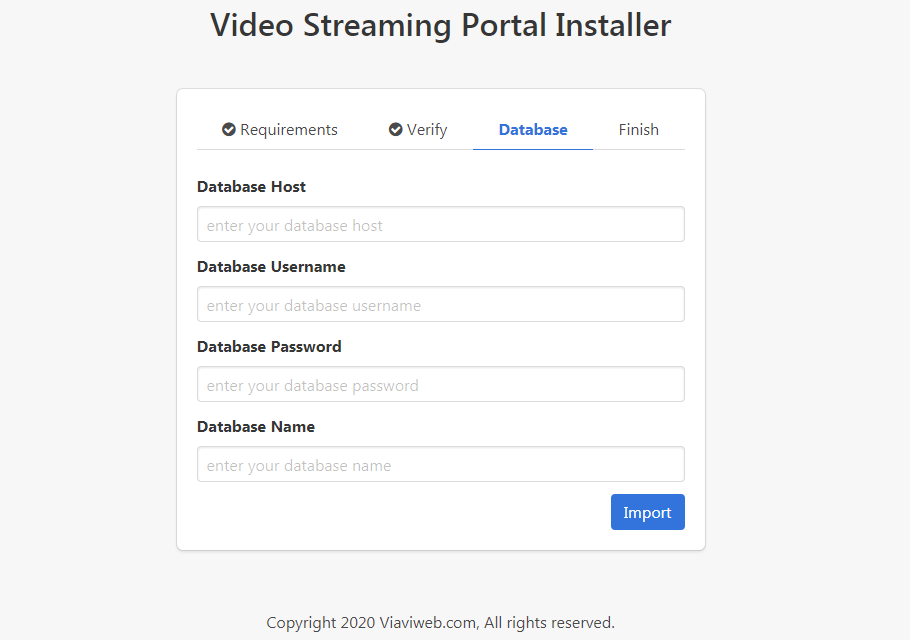 Video Streaming Portal Installer
Requirements Verify Database Finish
Database Host
enter your database host
Database Username
enter your database username
Database Password
enter your database password
Database Name
enter your database name
Import
Copyright 2020 Viaviweb.com, All rights reserved.